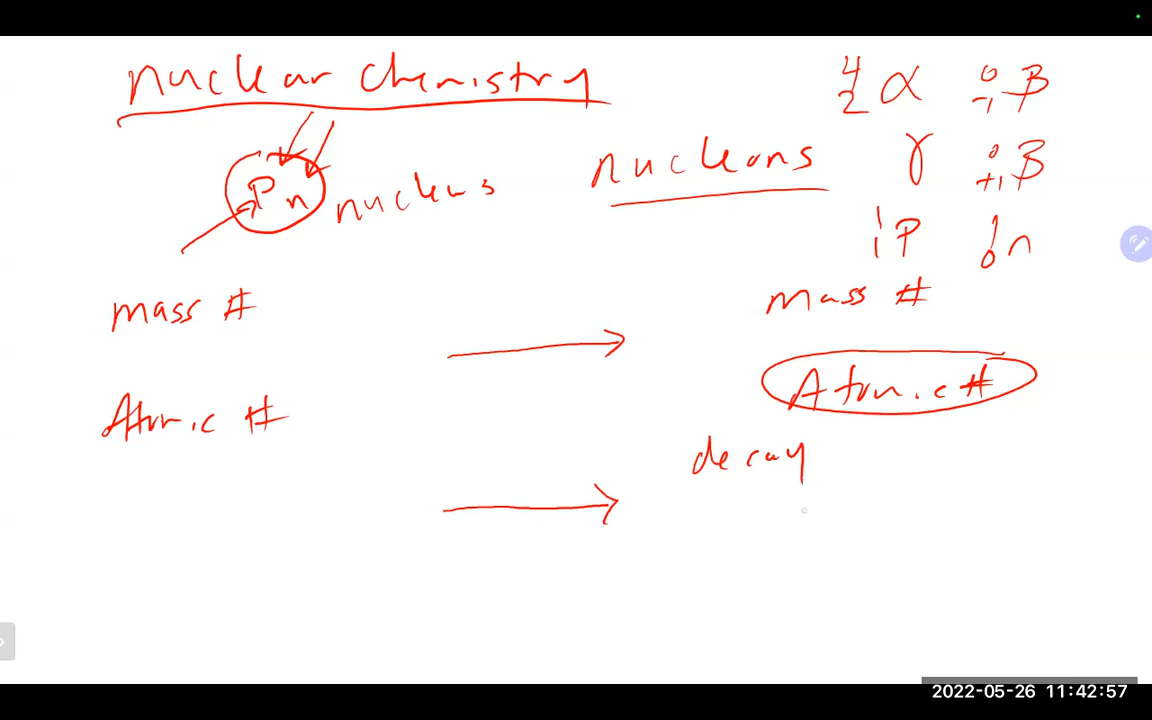 nuclear chemistry
4 2 α 0 -1 β
P n nucleus
nucleons
γ 0 +1 β
1 1 P 1 0 n
mass #
mass #
Atomic #
Atomic #
decay
2022-05-26 11:42:57